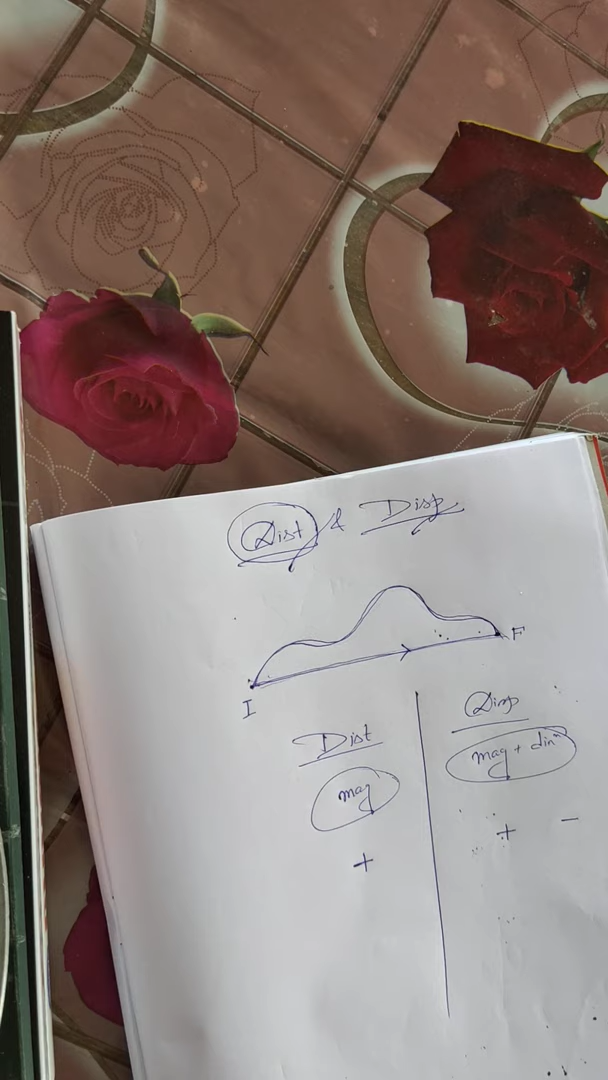 Dist & Disp
F
I
Dist
mag
+
Disp
mag + dirⁿ
+ -